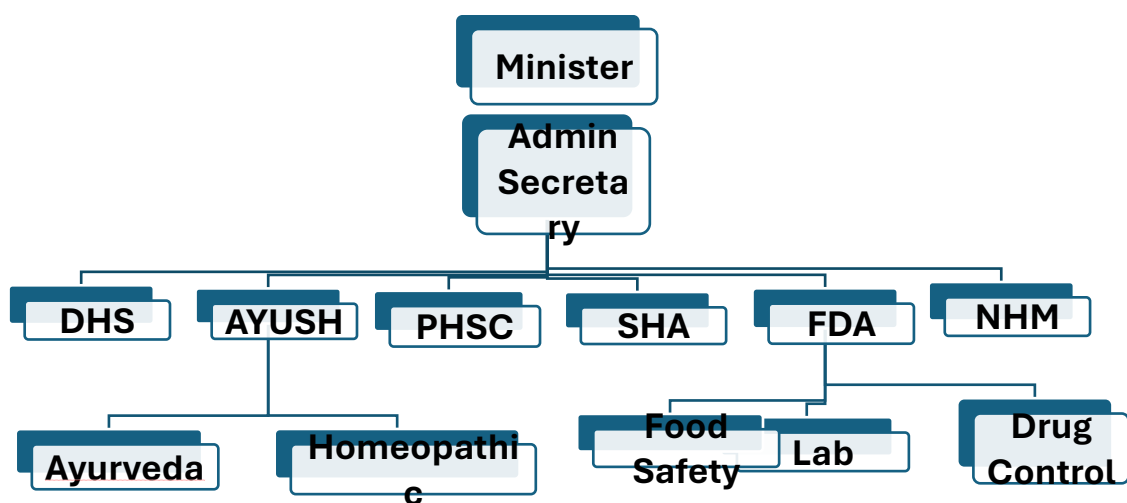 Minister
Admin
Secreta
ry
DHS
AYUSH
PHSC
SHA
FDA
NHM
Ayurveda
Homeopathi
c
Food
Safety
Lab
Drug
Control